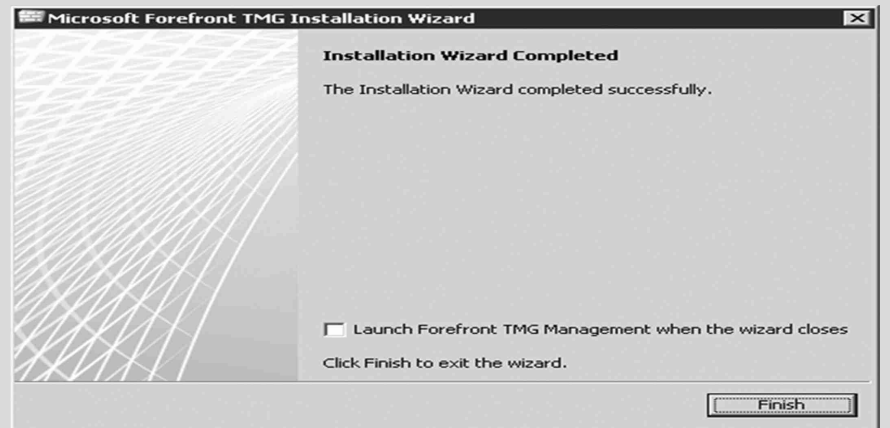 Microsoft Forefront TMG Installation Wizard
Installation Wizard Completed
The Installation Wizard completed successfully.
Launch Forefront TMG Management when the wizard closes
Click Finish to exit the wizard.
Finish